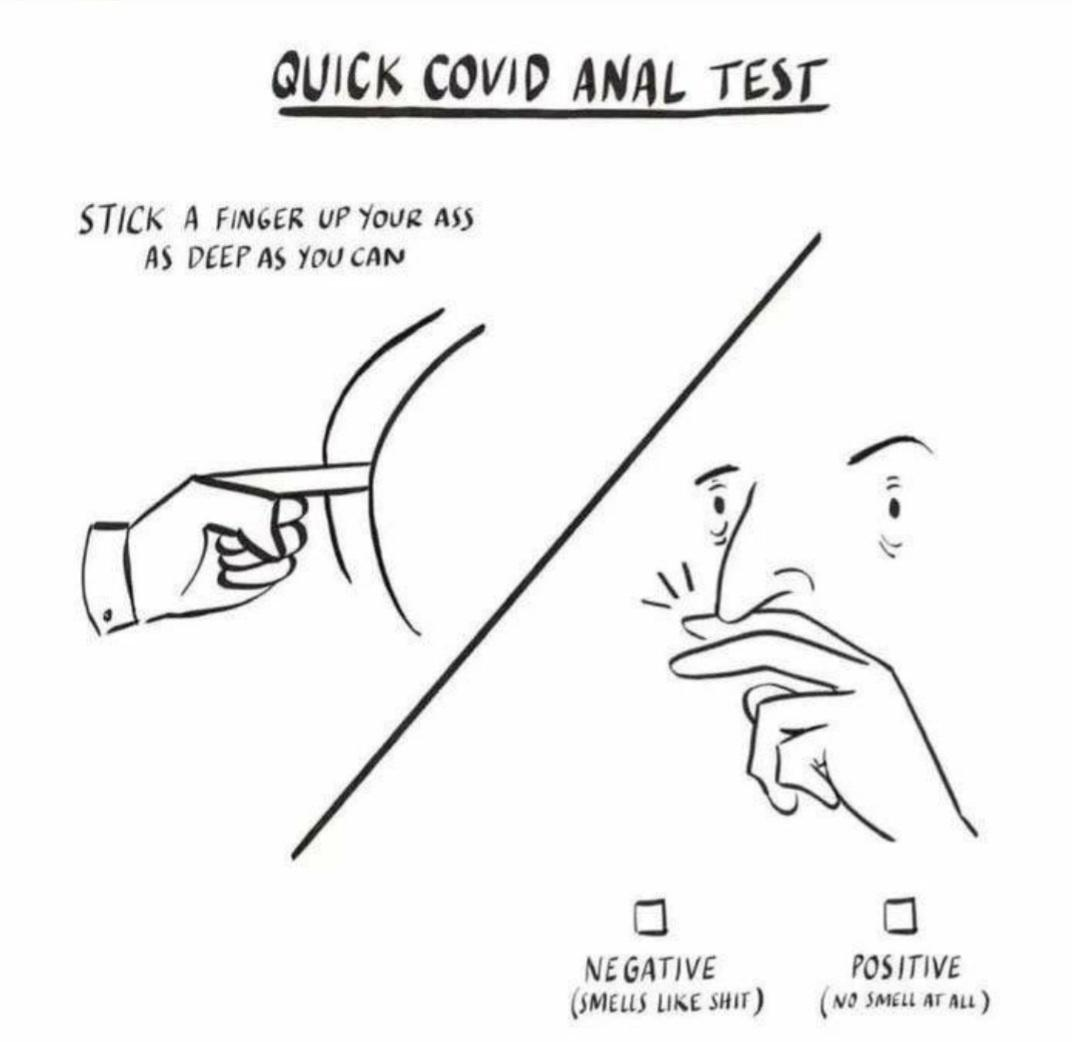 QUICK COVID ANAL TEST
STICK A FINGER UP YOUR ASS
AS DEEP AS YOU CAN
NEGATIVE
(SMELLS LIKE SHIT)
POSITIVE
(NO SMELL AT ALL)